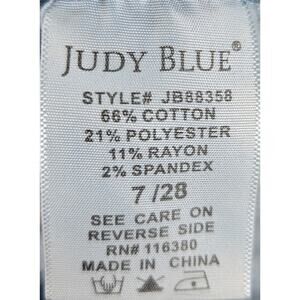 JUDY BLUE®
STYLE# JB88358
66% COTTON
21% POLYESTER
11% RAYON
2% SPANDEX
7/28
SEE CARE ON
REVERSE SIDE
RN# 116380
MADE IN CHINA